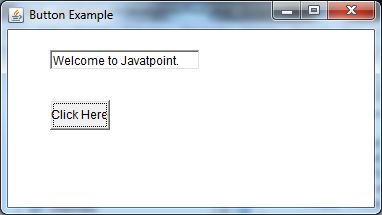 Button Example
Welcome to Javatpoint.
Click Here